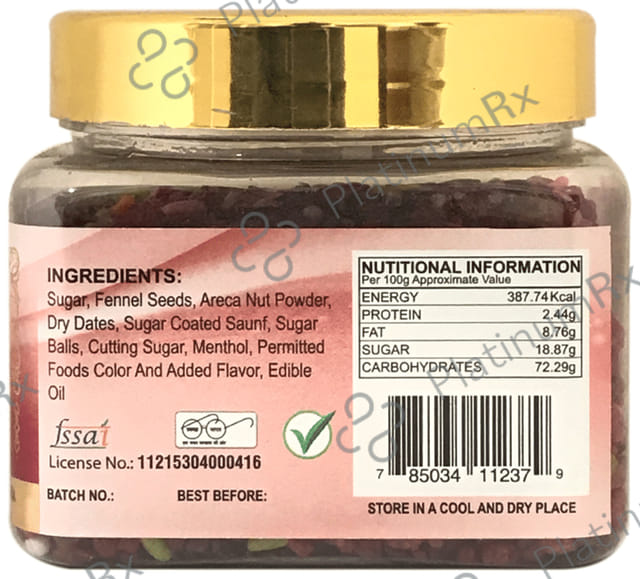 INGREDIENTS:
Sugar, Fennel Seeds, Areca Nut Powder,
Dry Dates, Sugar Coated Saunf, Sugar
Balls, Cutting Sugar, Menthol, Permitted
Foods Color And Added Flavor, Edible
Oil
fssai
License No.: 11215304000416
BATCH NO.: BEST BEFORE:
NUTITIONAL INFORMATION
Per 100g Approximate Value
ENERGY 387.74Kcal
PROTEIN 2.44g
FAT 8.76g
SUGAR 18.87g
CARBOHYDRATES 72.29g
7 85034 11237 9
STORE IN A COOL AND DRY PLACE
PlatinumRx
PlatinumRx
PlatinumRx